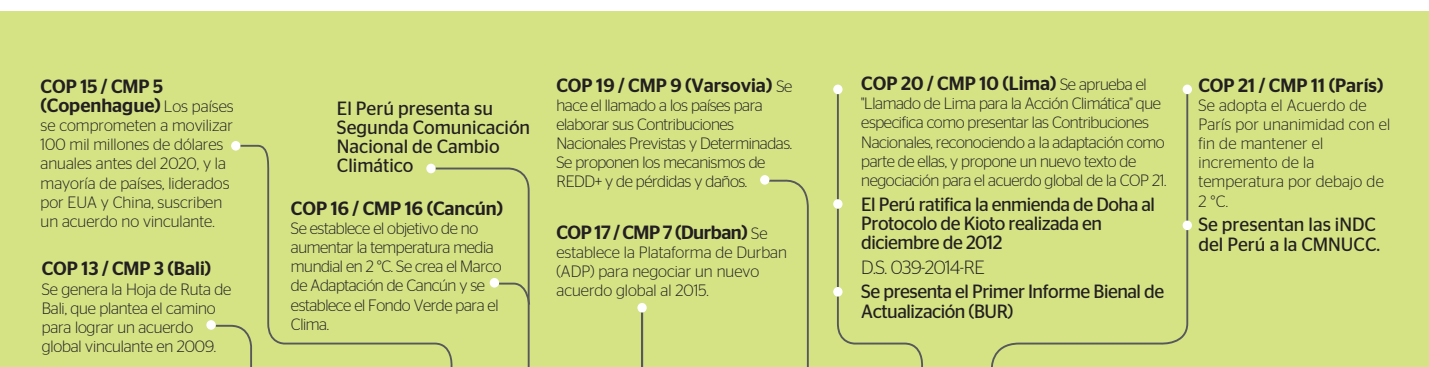 COP 15 / CMP 5
(Copenhague) Los países
se comprometen a movilizar
100 mil millones de dólares
anuales antes del 2020, y la
mayoría de países, liderados
por EUA y China, suscriben
un acuerdo no vinculante.
COP 13 / CMP 3 (Bali)
Se genera la Hoja de Ruta de
Bali, que plantea el camino
para lograr un acuerdo
global vinculante en 2009.
El Perú presenta su
Segunda Comunicación
Nacional de Cambio
Climático
COP 16 / CMP 16 (Cancún)
Se establece el objetivo de no
aumentar la temperatura media
mundial en 2 °C. Se crea el Marco
de Adaptación de Cancún y se
establece el Fondo Verde para el
Clima.
COP 19 / CMP 9 (Varsovia) Se
hace el llamado a los países para
elaborar sus Contribuciones
Nacionales Previstas y Determinadas.
Se proponen los mecanismos de
REDD+ y de pérdidas y daños.
COP 17 / CMP 7 (Durban) Se
establece la Plataforma de Durban
(ADP) para negociar un nuevo
acuerdo global al 2015.
COP 20 / CMP 10 (Lima) Se aprueba el
"Llamado de Lima para la Acción Climática" que
especifica como presentar las Contribuciones
Nacionales, reconociendo a la adaptación como
parte de ellas, y propone un nuevo texto de
negociación para el acuerdo global de la COP 21.
El Perú ratifica la enmienda de Doha al
Protocolo de Kioto realizada en
diciembre de 2012
D.S. 039-2014-RE
Se presenta el Primer Informe Bienal de
Actualización (BUR)
COP 21 / CMP 11 (París)
Se adopta el Acuerdo de
París por unanimidad con el
fin de mantener el
incremento de la
temperatura por debajo de
2 °C.
Se presentan las iNDC
del Perú a la CMNUCC.